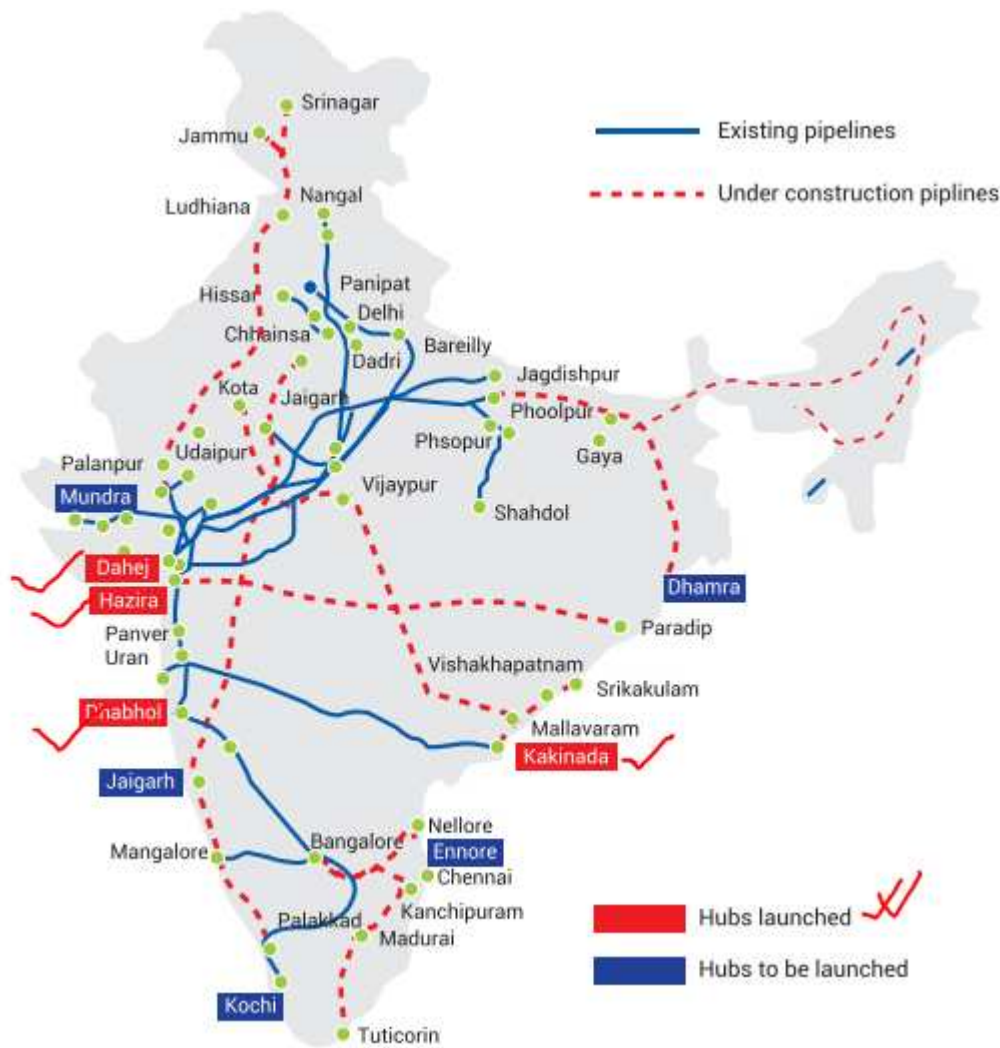 Srinagar
Existing pipelines
Jammu
Under construction piplines
Ludhiana
Nangal
Hissar
Panipat
Delhi
Chhainsa
Dadri
Bareilly
Jagdishpur
Kota
Jaigarh
Phoolpur
Phsopur
Gaya
Udaipur
Palanpur
Mundra
Vijaypur
Shahdol
Dahej
Hazira
Dhamra
Panver
Paradip
Uran
Vishakhapatnam
Srikakulam
Dhabhol
Mallavaram
Kakinada
Jaigarh
Nellore
Bangalore
Ennore
Mangalore
Chennai
Kanchipuram
Palakkad
Madurai
Hubs launched
Hubs to be launched
Kochi
Tuticorin